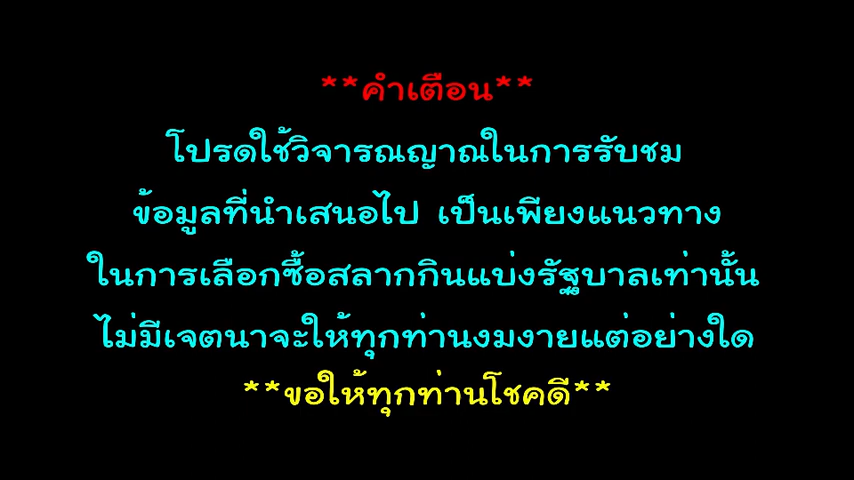 **คำเตือน**
โปรดใช้วิจารณญาณในการรับชม
ข้อมูลที่นำเสนอไป เป็นเพียงแนวทาง
ในการเลือกซื้อสลากกินแบ่งรัฐบาลเท่านั้น
ไม่มีเจตนาจะให้ทุกท่านงมงายแต่อย่างใด
**ขอให้ทุกท่านโชคดี**